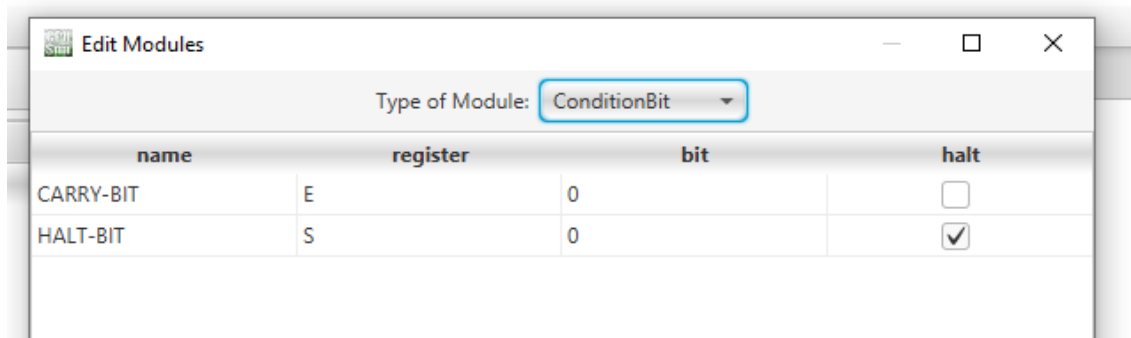 Edit Modules
Type of Module: ConditionBit
name register bit halt
CARRY-BIT E 0
HALT-BIT S 0